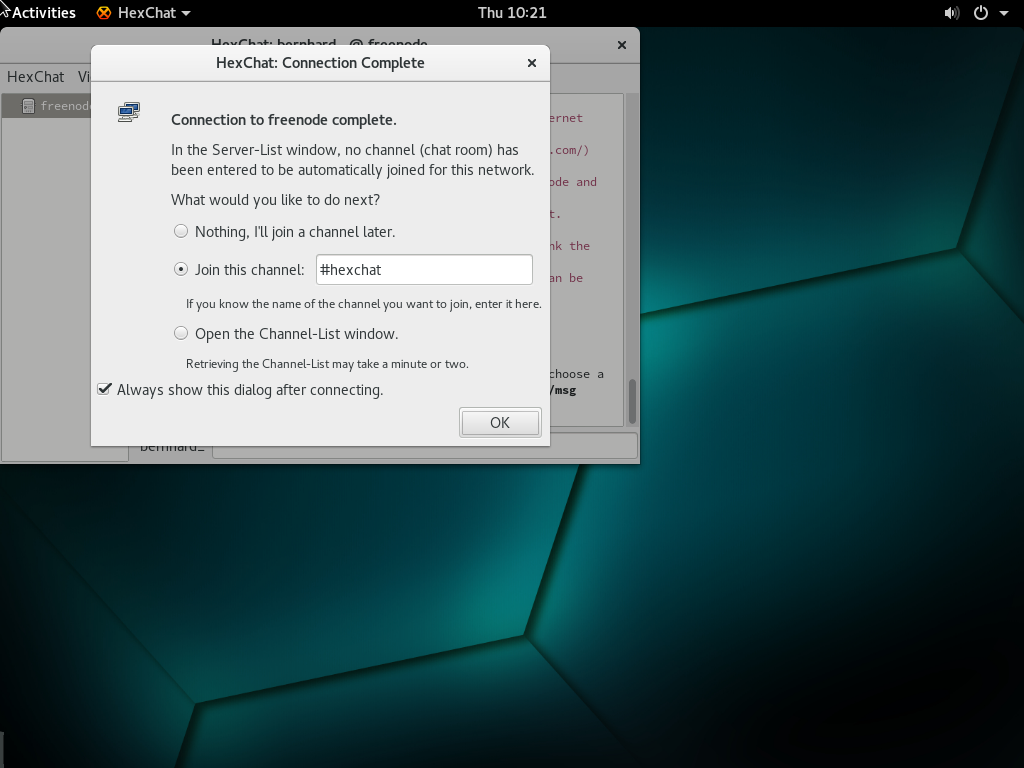 Activities HexChat Thu 10:21
HexChat: bernhard_ @ freenode
HexChat: Connection Complete
HexChat
freenode
Connection to freenode complete.
In the Server-List window, no channel (chat room) has
been entered to be automatically joined for this network.
What would you like to do next?
Nothing, I'll join a channel later.
Join this channel: #hexchat
If you know the name of the channel you want to join, enter it here.
Open the Channel-List window.
Retrieving the Channel-List may take a minute or two.
Always show this dialog after connecting.
OK
.com/)
and
the
be
choose a
/msg
bernhard_